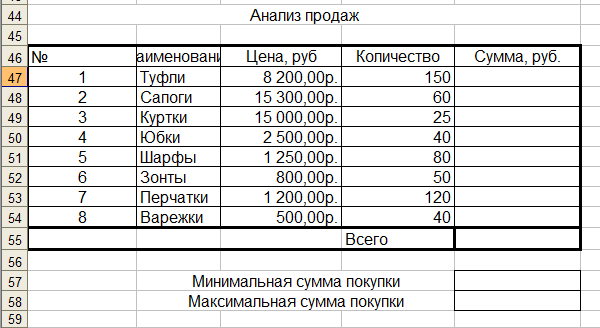 44 Анализ продаж
45
46 № аименовани Цена, руб Количество Сумма, руб.
47 1 Туфли 8 200,00р. 150
48 2 Сапоги 15 300,00р. 60
49 3 Куртки 15 000,00р. 25
50 4 Юбки 2 500,00р. 40
51 5 Шарфы 1 250,00р. 80
52 6 Зонты 800,00р. 50
53 7 Перчатки 1 200,00р. 120
54 8 Варежки 500,00р. 40
55 Всего
56
57 Минимальная сумма покупки
58 Максимальная сумма покупки
59